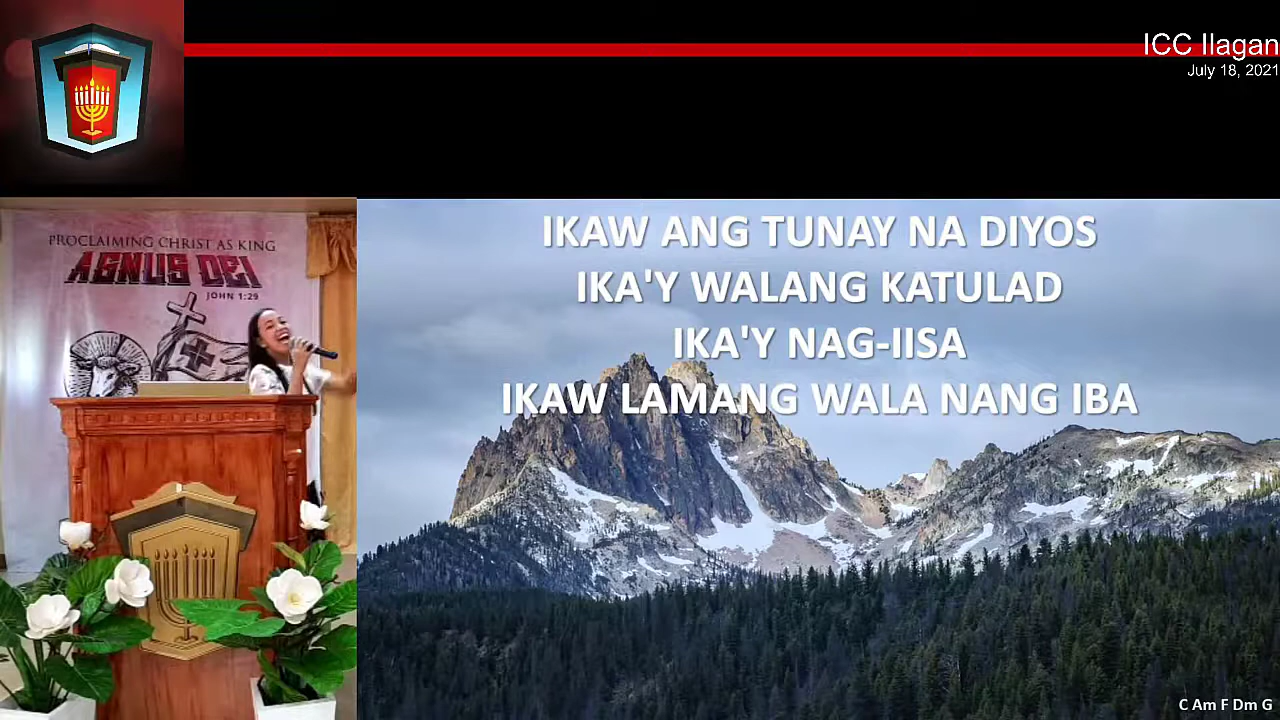 ICC Ilagan
July 18, 2021
PROCLAIMING CHRIST AS KING
AGNUS DEI
JOHN 1:29
IKAW ANG TUNAY NA DIYOS
IKA'Y WALANG KATULAD
IKA'Y NAG-IISA
IKAW LAMANG WALA NANG IBA
C Am F Dm G